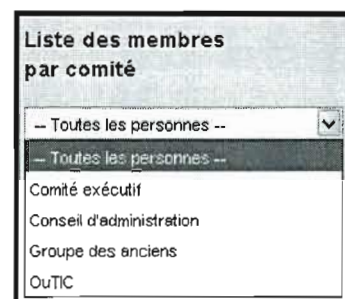 Liste des membres
par comité
-- Toutes les personnes --
-- Toutes les personnes --
Comité exécutif
Conseil d'administration
Groupe des anciens
OuTIC